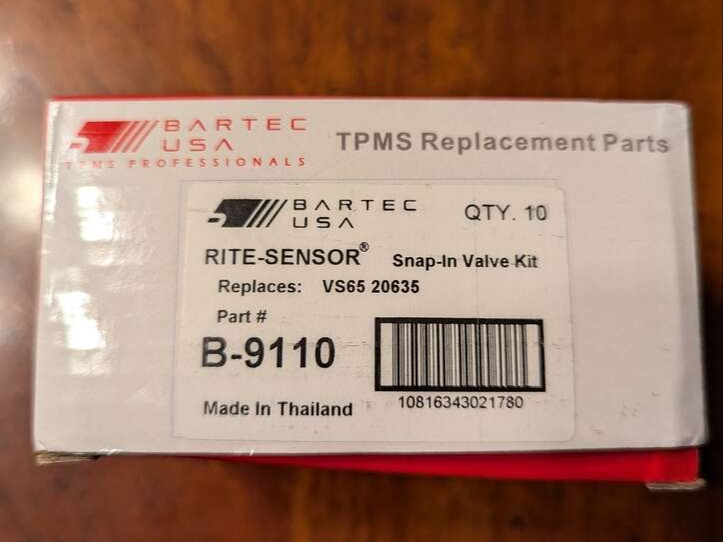 BARTEC
USA
TPMS PROFESSIONALS
TPMS Replacement Parts
BARTEC
USA
QTY. 10
RITE-SENSOR® Snap-In Valve Kit
Replaces: VS65 20635
Part #
B-9110
10816343021780
Made In Thailand